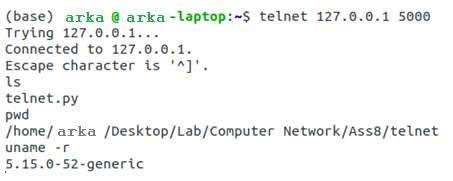 (base) arka @ arka -laptop:~$ telnet 127.0.0.1 5000
Trying 127.0.0.1...
Connected to 127.0.0.1.
Escape character is '^]'.
ls
telnet.py
pwd
/home/ arka /Desktop/Lab/Computer Network/Ass8/telnet
uname -r
5.15.0-52-generic